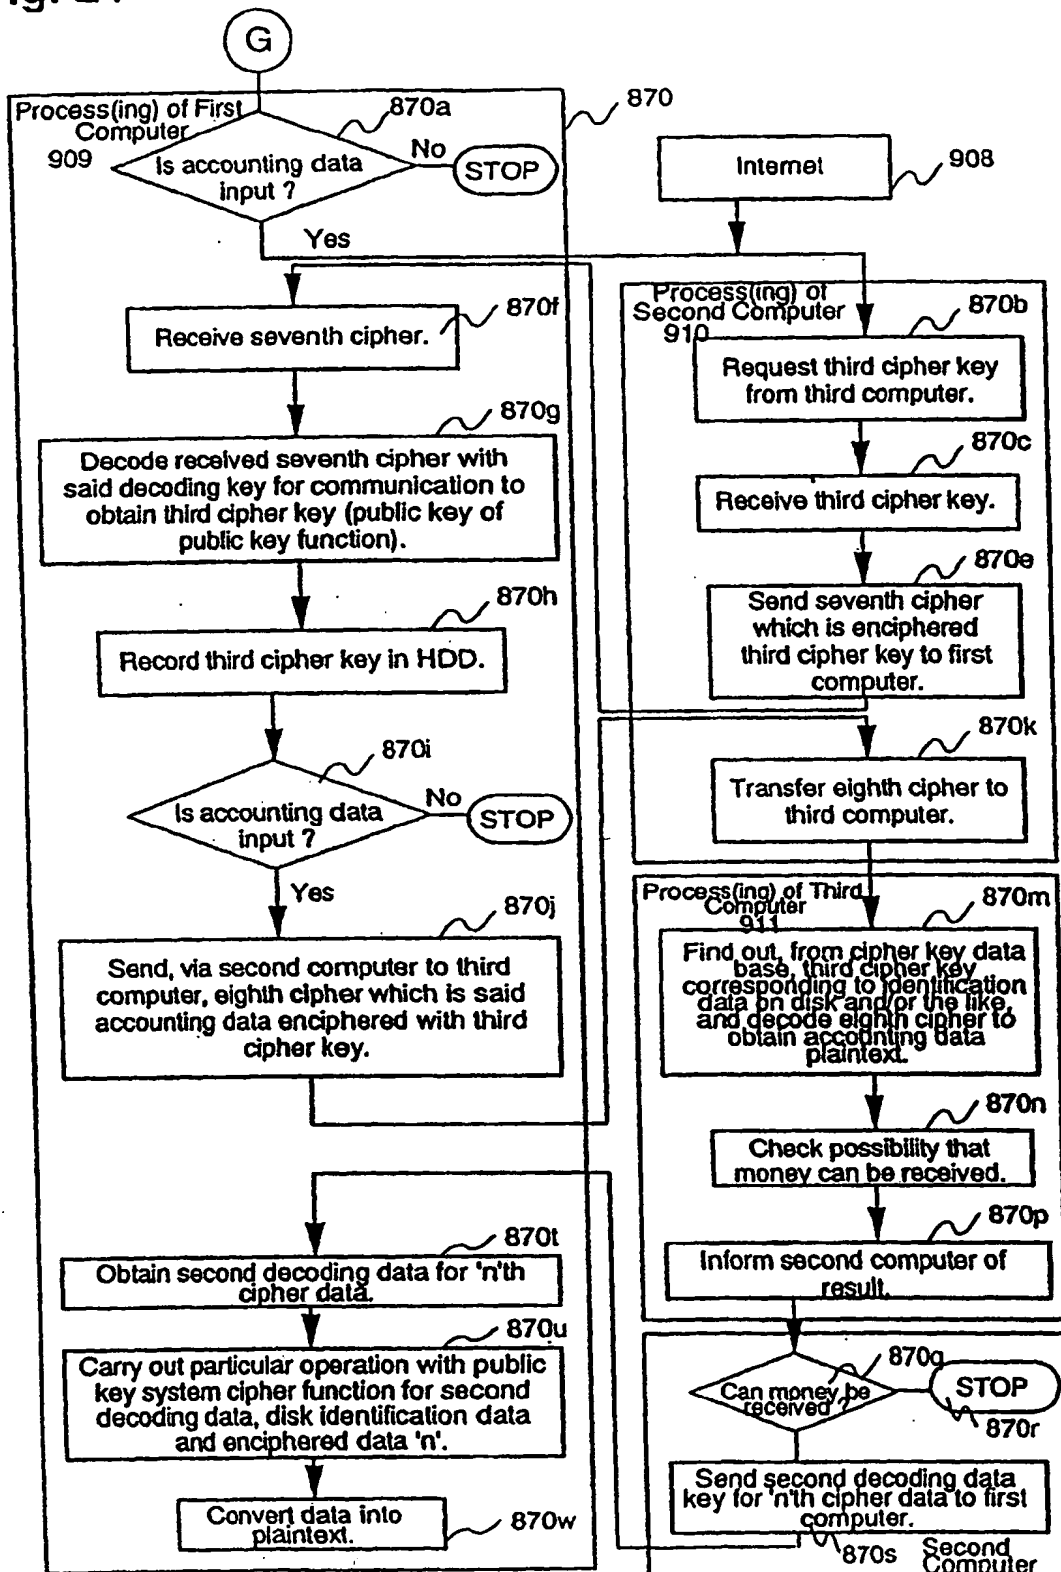 G
Process(ing) of First
Computer
909
870a
870
Is accounting data
input ?
No
STOP
Yes
Internet
908
Receive seventh cipher.
870f
870g
Decode received seventh cipher with
said decoding key for communication to
obtain third cipher key (public key of
public key function).
870h
Record third cipher key in HDD.
870i
Is accounting data
input ?
No
STOP
Yes
870j
Send, via second computer to third
computer, eighth cipher which is said
accounting data enciphered with third
cipher key.
870t
Obtain second decoding data for 'n'th
cipher data.
870u
Carry out particular operation with public
key system cipher function for second
decoding data, disk identification data
and enciphered data 'n'.
Convert data into
plaintext.
870w
Process(ing) of
Second Computer
910
870b
Request third cipher key
from third computer.
870c
Receive third cipher key.
870e
Send seventh cipher
which is enciphered
third cipher key to first
computer.
870k
Transfer eighth cipher to
third computer.
Process(ing) of Third
Computer
911
870m
Find out, from cipher key data
base, third cipher key
corresponding to identification
data on disk and/or the like,
and decode eighth cipher to
obtain accounting data
plaintext.
870n
Check possibility that
money can be received.
870p
Inform second computer of
result.
870q
Can money be
received ?
STOP
870r
Send second decoding data
key for 'n'th cipher data to first
computer.
870s
Second
Computer